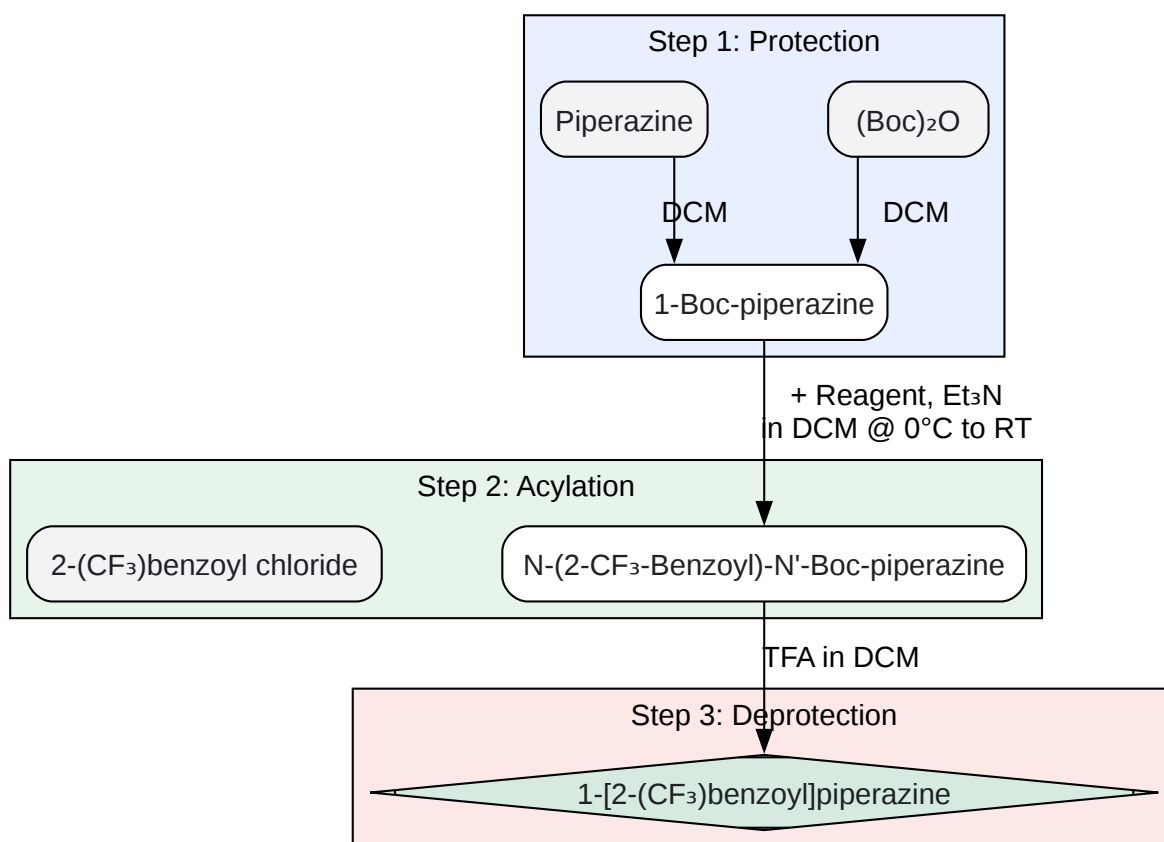 Step 1: Protection
Piperazine
(Boc)₂O
DCM
DCM
1-Boc-piperazine
+ Reagent, Et₃N
in DCM @ 0°C to RT
Step 2: Acylation
2-(CF₃)benzoyl chloride
N-(2-CF₃-Benzoyl)-N'-Boc-piperazine
TFA in DCM
Step 3: Deprotection
1-[2-(CF₃)benzoyl]piperazine